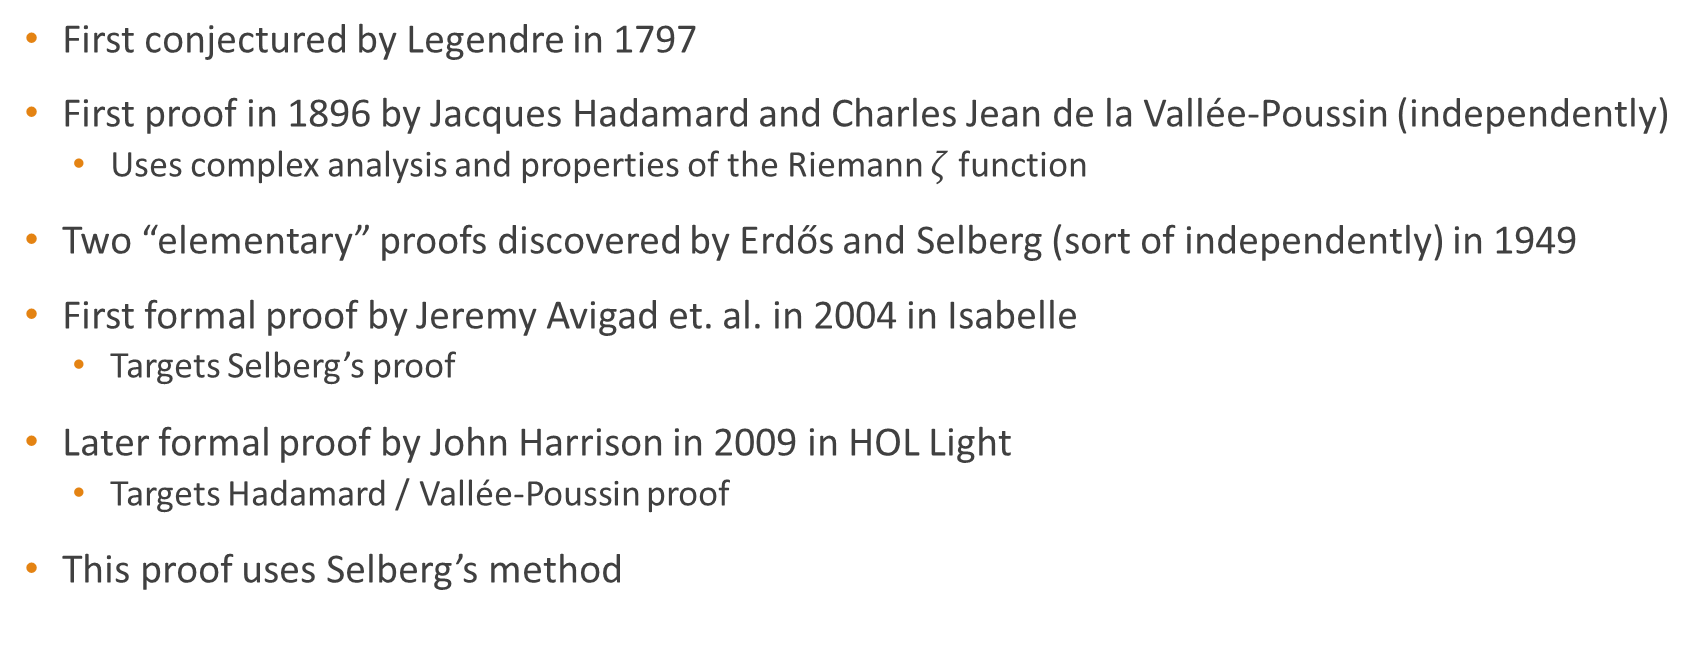 • First conjectured by Legendre in 1797
• First proof in 1896 by Jacques Hadamard and Charles Jean de la Vallée-Poussin (independently)
• Uses complex analysis and properties of the Riemann ζ function
• Two “elementary” proofs discovered by Erdős and Selberg (sort of independently) in 1949
• First formal proof by Jeremy Avigad et. al. in 2004 in Isabelle
• Targets Selberg’s proof
• Later formal proof by John Harrison in 2009 in HOL Light
• Targets Hadamard / Vallée-Poussin proof
• This proof uses Selberg’s method